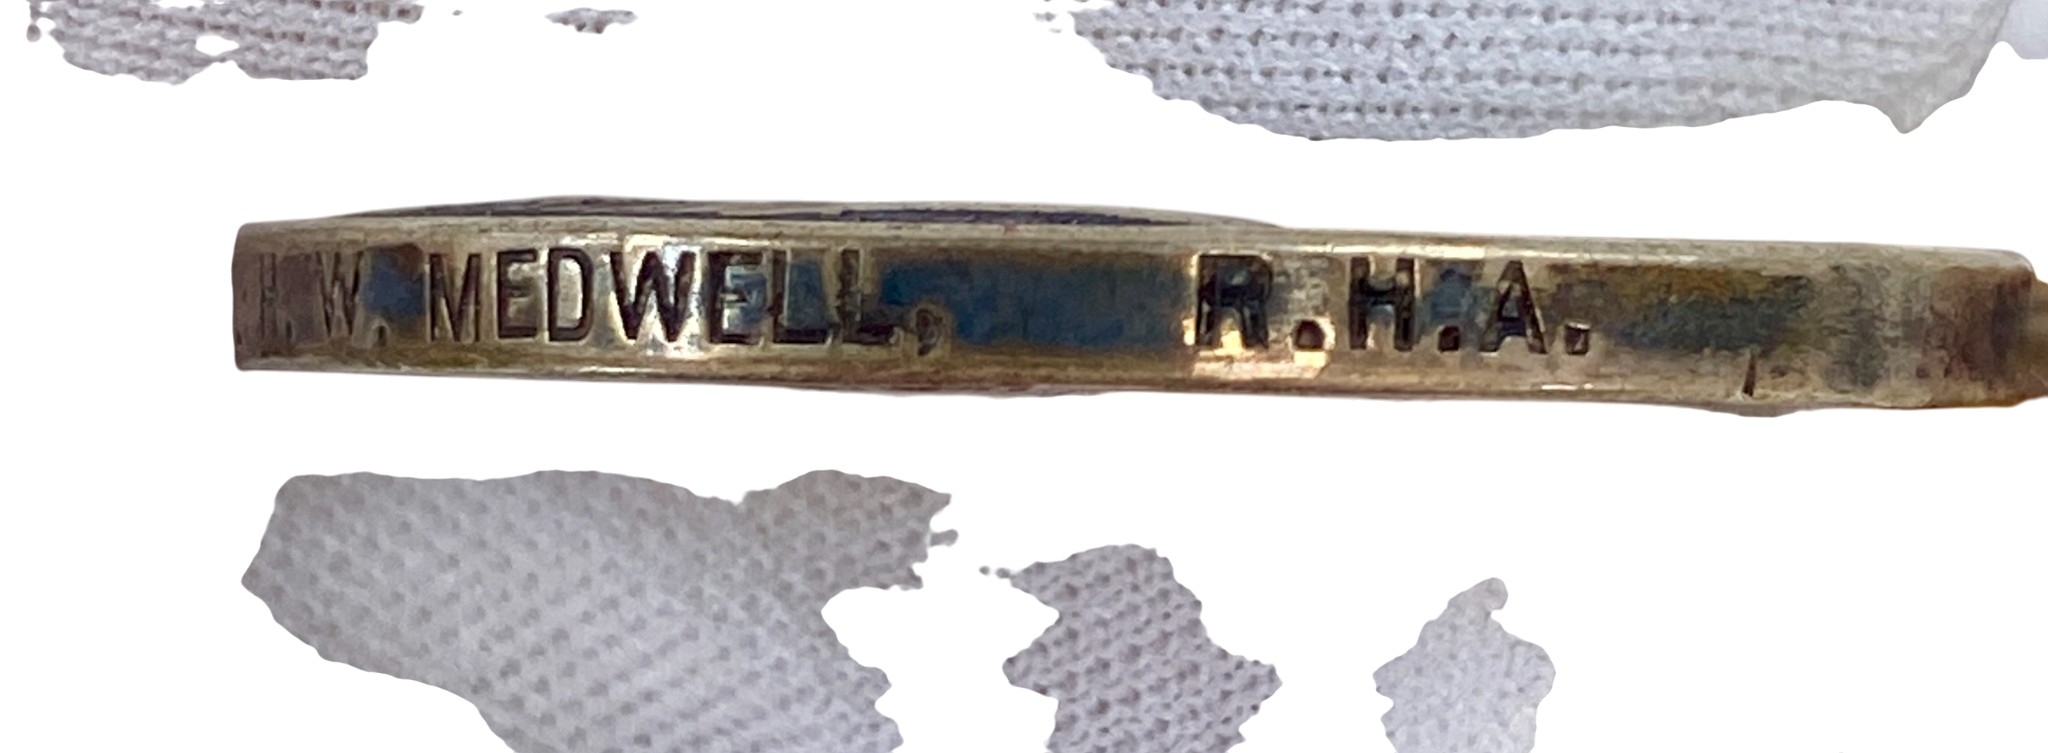 H. W. MEDWELL, R.H.A.